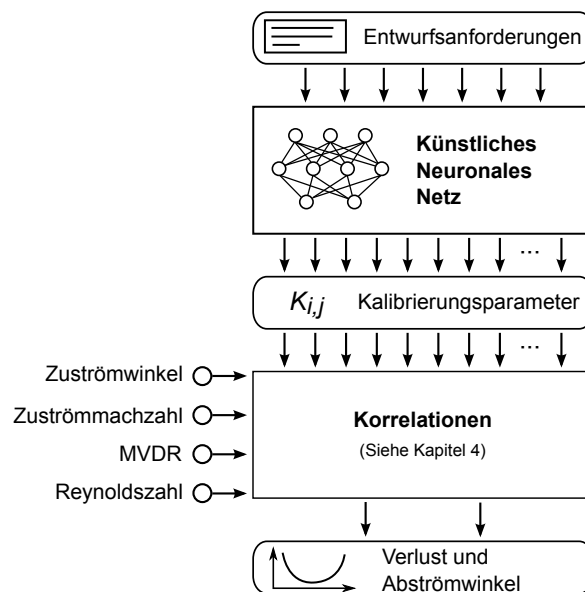 Entwurfsanforderungen
Künstliches
Neuronales
Netz
...
Ki,j Kalibrierungsparameter
...
Zuströmwinkel
Zuströmmachzahl
MVDR
Reynoldszahl
Korrelationen
(Siehe Kapitel 4)
Verlust und
Abströmwinkel